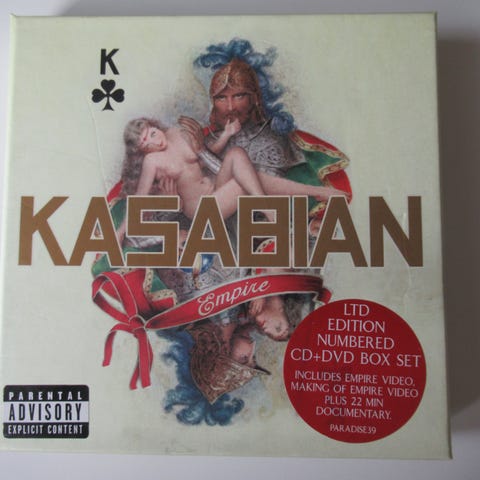 K
KASABIAN
Empire
LTD
EDITION
NUMBERED
CD+DVD BOX SET
INCLUDES EMPIRE VIDEO,
MAKING OF EMPIRE VIDEO
PLUS 22 MIN
DOCUMENTARY.
PARADISE39
PARENTAL
ADVISORY
EXPLICIT CONTENT